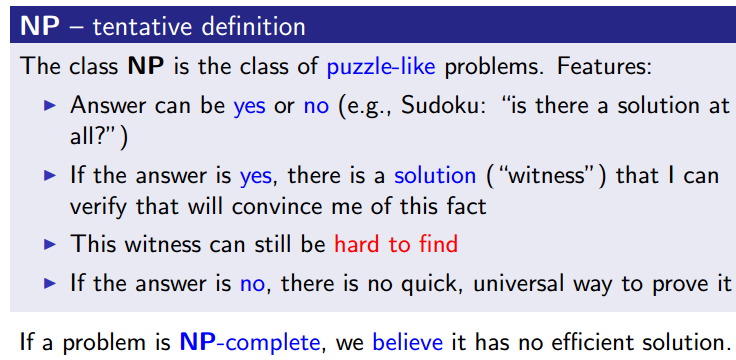 NP – tentative definition
The class NP is the class of puzzle-like problems. Features:
▶ Answer can be yes or no (e.g., Sudoku: “is there a solution at
all?”)
▶ If the answer is yes, there is a solution (“witness”) that I can
verify that will convince me of this fact
▶ This witness can still be hard to find
▶ If the answer is no, there is no quick, universal way to prove it
If a problem is NP-complete, we believe it has no efficient solution.